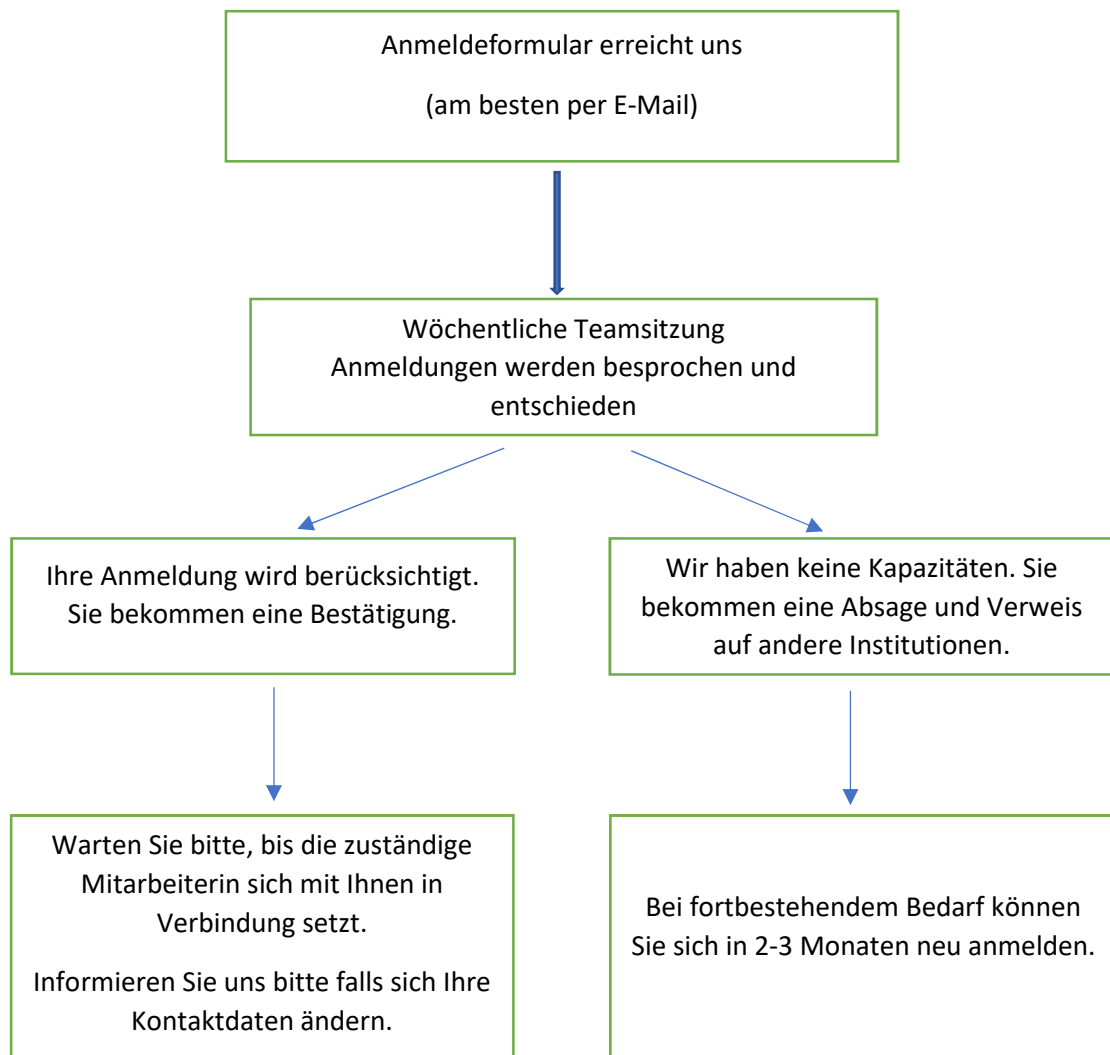 Anmeldeformular erreicht uns
(am besten per E-Mail)
Wöchentliche Teamsitzung
Anmeldungen werden besprochen und
entschieden
Ihre Anmeldung wird berücksichtigt.
Sie bekommen eine Bestätigung.
Wir haben keine Kapazitäten. Sie
bekommen eine Absage und Verweis
auf andere Institutionen.
Warten Sie bitte, bis die zuständige
Mitarbeiterin sich mit Ihnen in
Verbindung setzt.
Informieren Sie uns bitte falls sich Ihre
Kontaktdaten ändern.
Bei fortbestehendem Bedarf können
Sie sich in 2-3 Monaten neu anmelden.